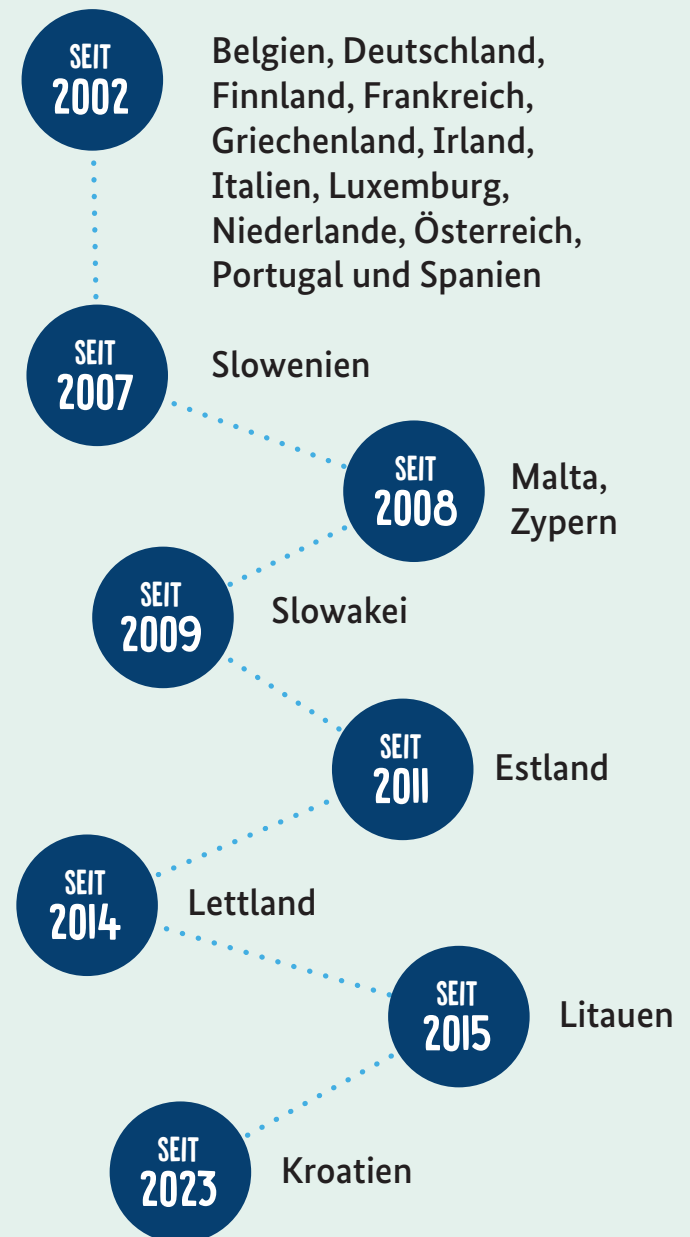 SEIT
2002
Belgien, Deutschland,
Finnland, Frankreich,
Griechenland, Irland,
Italien, Luxemburg,
Niederlande, Österreich,
Portugal und Spanien
SEIT
2007
Slowenien
SEIT
2008
Malta,
Zypern
SEIT
2009
Slowakei
SEIT
2011
Estland
SEIT
2014
Lettland
SEIT
2015
Litauen
SEIT
2023
Kroatien